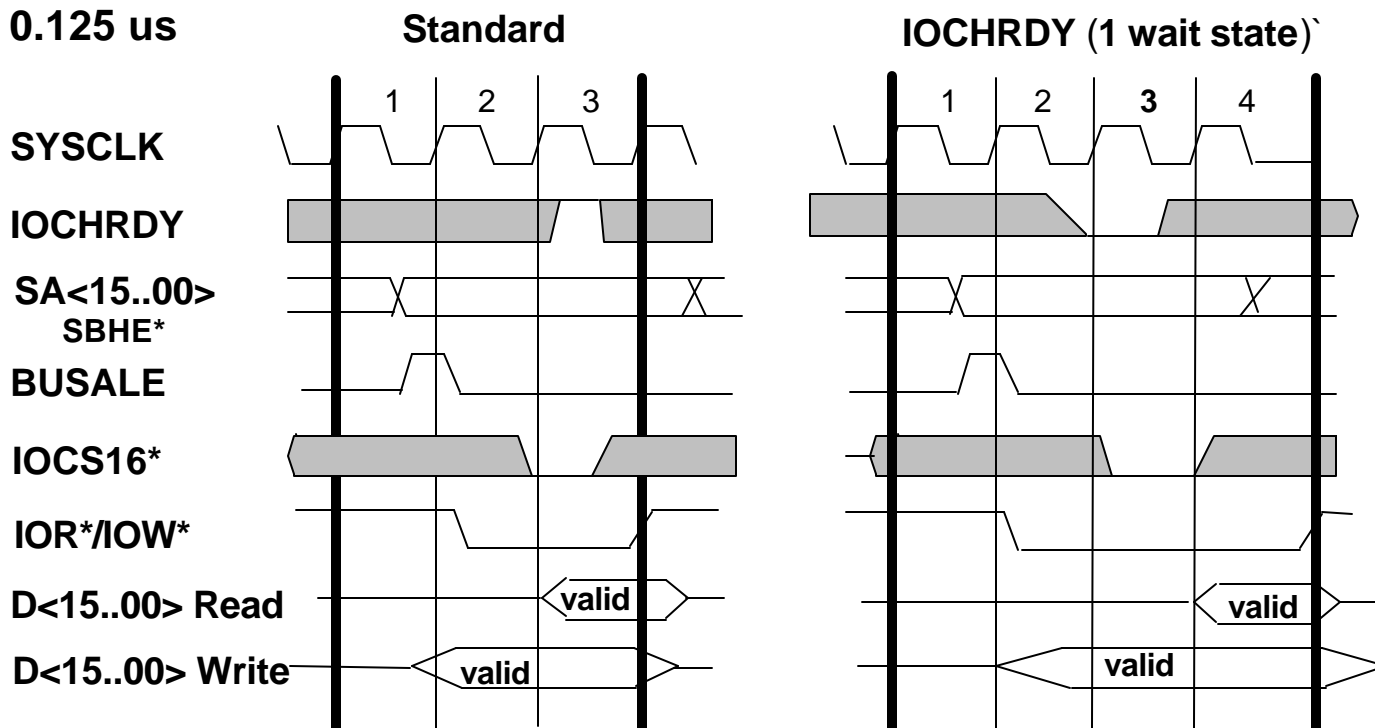 0.125 us
Standard
IOCHRDY (1 wait state)`
1 2 3
1 2 3 4
SYSCLK
IOCHRDY
SA<15..00>
SBHE*
BUSALE
IOCS16*
IOR*/IOW*
D<15..00> Read
valid
valid
D<15..00> Write
valid
valid